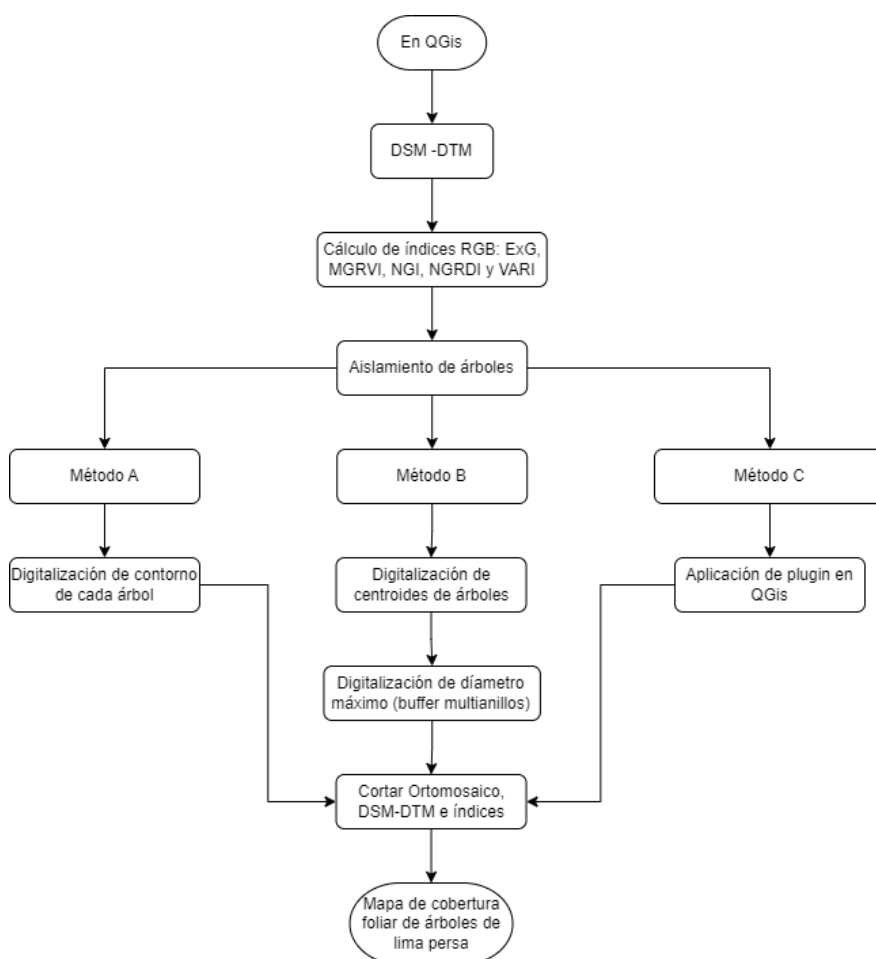 En QGis
DSM -DTM
Cálculo de índices RGB: ExG,
MGRVI, NGI, NGRDI y VARI
Aislamiento de árboles
Método A
Método B
Método C
Digitalización de contorno
de cada árbol
Digitalización de
centroides de árboles
Aplicación de plugin en
QGis
Digitalización de díametro
máximo (buffer multianillos)
Cortar Ortomosaico,
DSM-DTM e índices
Mapa de cobertura
foliar de árboles de
lima persa